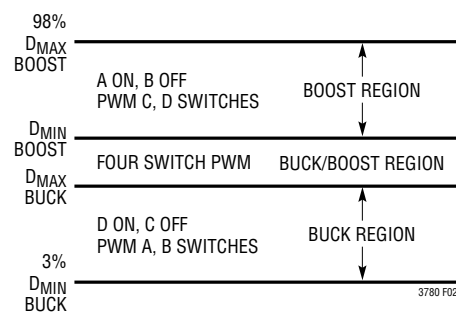 98%
DMAX
BOOST
A ON, B OFF
PWM C, D SWITCHES
BOOST REGION
DMIN
BOOST
FOUR SWITCH PWM
BUCK/BOOST REGION
DMAX
BUCK
D ON, C OFF
PWM A, B SWITCHES
BUCK REGION
3%
DMIN
BUCK
3780 F02